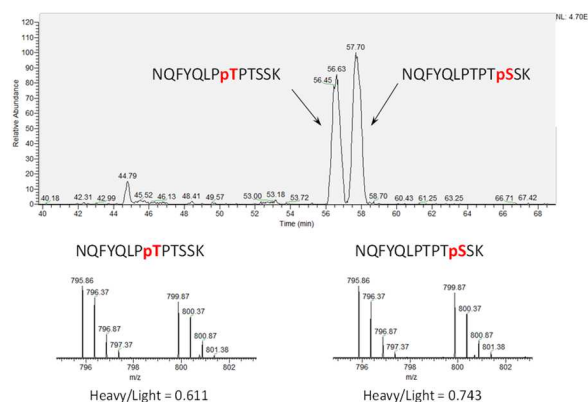 NL: 4.70E
Relative Abundance
120
110
100
90
80
70
60
50
40
30
20
10
0
NQFYQLPpTPTSSK
NQFYQLPTPTpSSK
57.70
56.63
56.45
44.79
40.18 42.31 42.99 45.52 46.13 48.41 49.57 53.00 53.18 53.72 58.70 60.43 61.25 63.25 66.71 67.42
40 42 44 46 48 50 52 54 56 58 60 62 64 66 68
Time (min)
NQFYQLPpTPTSSK
795.86
796.37
796.87
797.37
799.87
800.37
800.87
801.38
796 798 800 802
m/z
Heavy/Light = 0.611
NQFYQLPTPTpSSK
795.86
796.37
796.87
797.37
799.87
800.37
800.87
801.38
796 798 800 802
m/z
Heavy/Light = 0.743